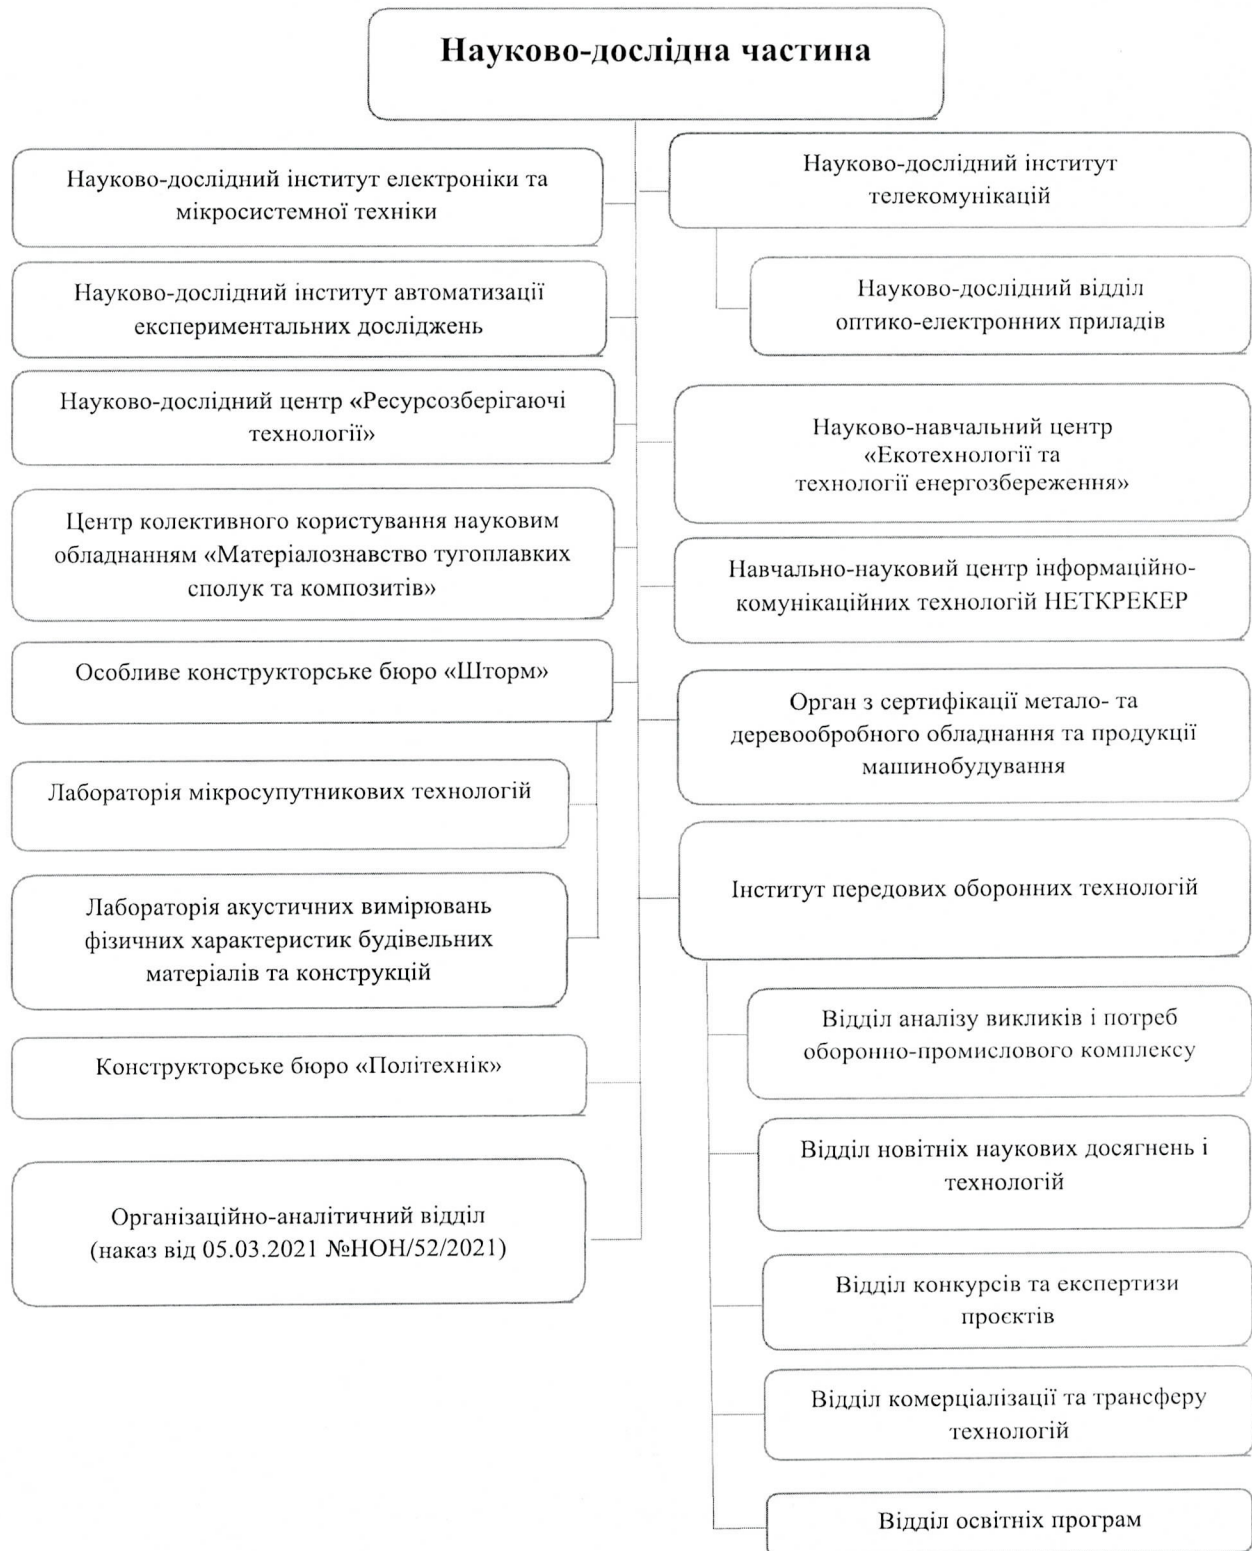 Науково-дослідна частина
Науково-дослідний інститут електроніки та
мікросистемної техніки
Науково-дослідний інститут автоматизації
експериментальних досліджень
Науково-дослідний центр «Ресурсозберігаючі
технології»
Центр колективного користування науковим
обладнанням «Матеріалознавство тугоплавких
сполук та композитів»
Особливе конструкторське бюро «Шторм»
Лабораторія мікросупутникових технологій
Лабораторія акустичних вимірювань
фізичних характеристик будівельних
матеріалів та конструкцій
Конструкторське бюро «Політехнік»
Організаційно-аналітичний відділ
(наказ від 05.03.2021 №НОН/52/2021)
Науково-дослідний інститут
телекомунікацій
Науково-дослідний відділ
оптико-електронних приладів
Науково-навчальний центр
«Екотехнології та
технології енергозбереження»
Навчально-науковий центр інформаційно-
комунікаційних технологій НЕТКРЕКЕР
Орган з сертифікації метало- та
деревообробного обладнання та продукції
машинобудування
Інститут передових оборонних технологій
Відділ аналізу викликів і потреб
оборонно-промислового комплексу
Відділ новітніх наукових досягнень і
технологій
Відділ конкурсів та експертизи
проєктів
Відділ комерціалізації та трансферу
технологій
Відділ освітніх програм